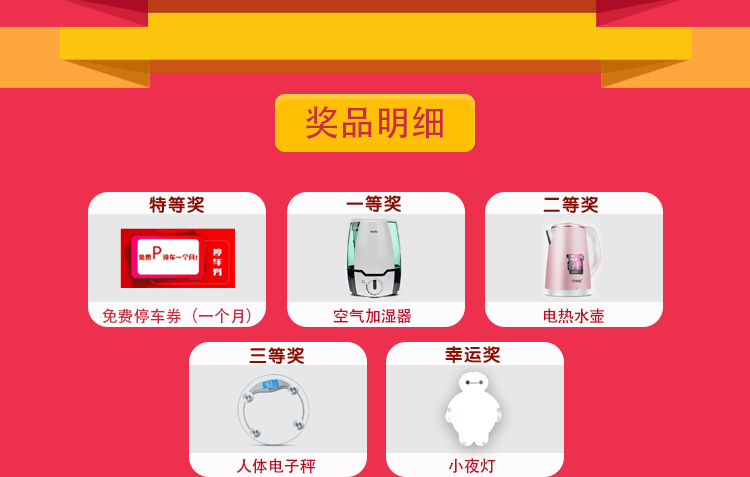 奖品明细
特等奖
免费P停车一个月!
停车券
免费停车券（一个月）
一等奖
空气加湿器
二等奖
电热水壶
三等奖
人体电子秤
幸运奖
小夜灯